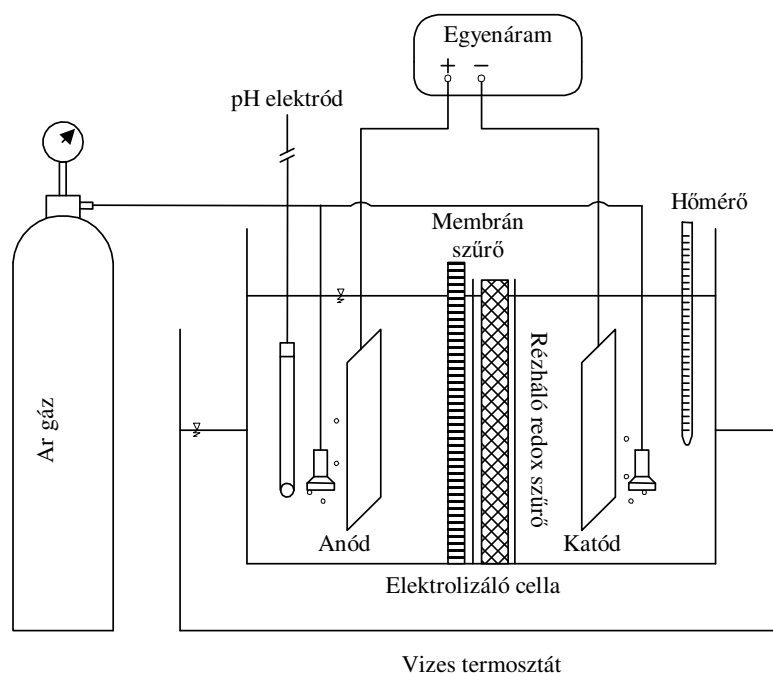 Egyenáram
+ −
pH elektród
Hőmérő
Membrán
szűrő
Rézháló redox szűrő
Ar gáz
Anód
Katód
Elektrolizáló cella
Vizes termosztát